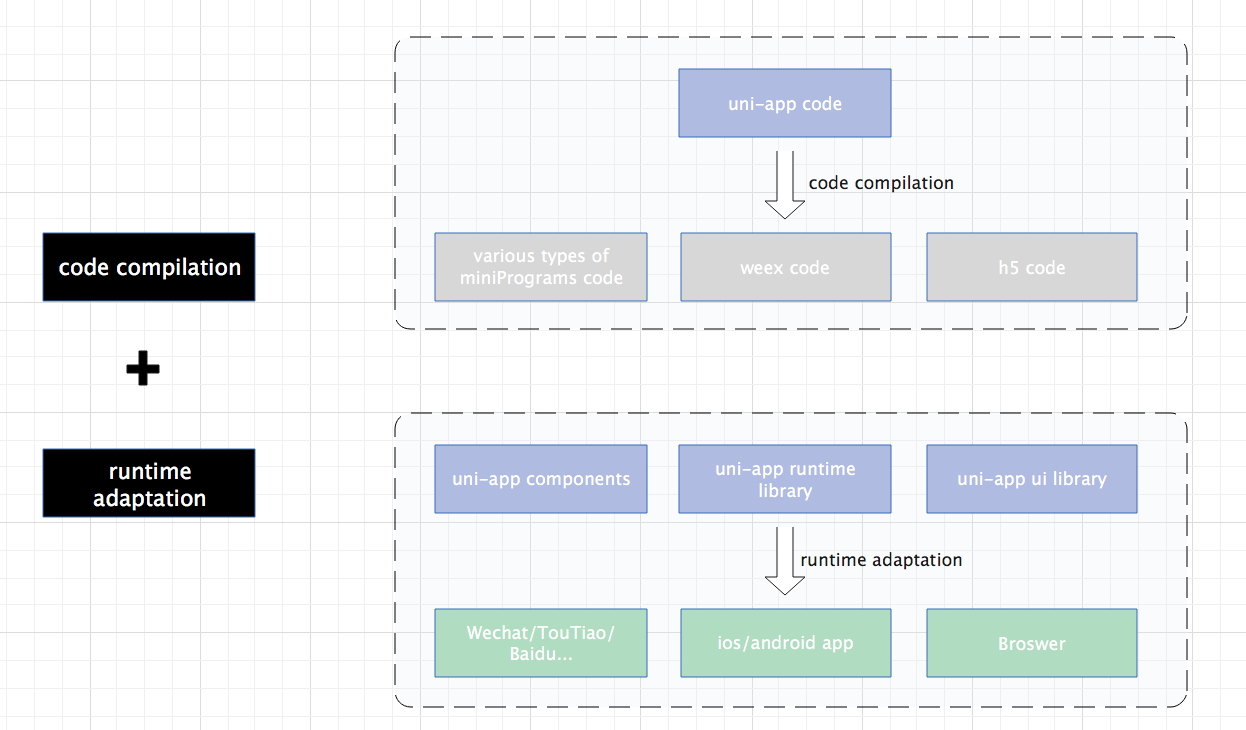 uni-app code
code compilation
code compilation
various types of
miniPrograms code
weex code
h5 code
+
runtime
adaptation
uni-app components
uni-app runtime
library
uni-app ui library
runtime adaptation
Wechat/TouTiao/
Baidu...
ios/android app
Broswer